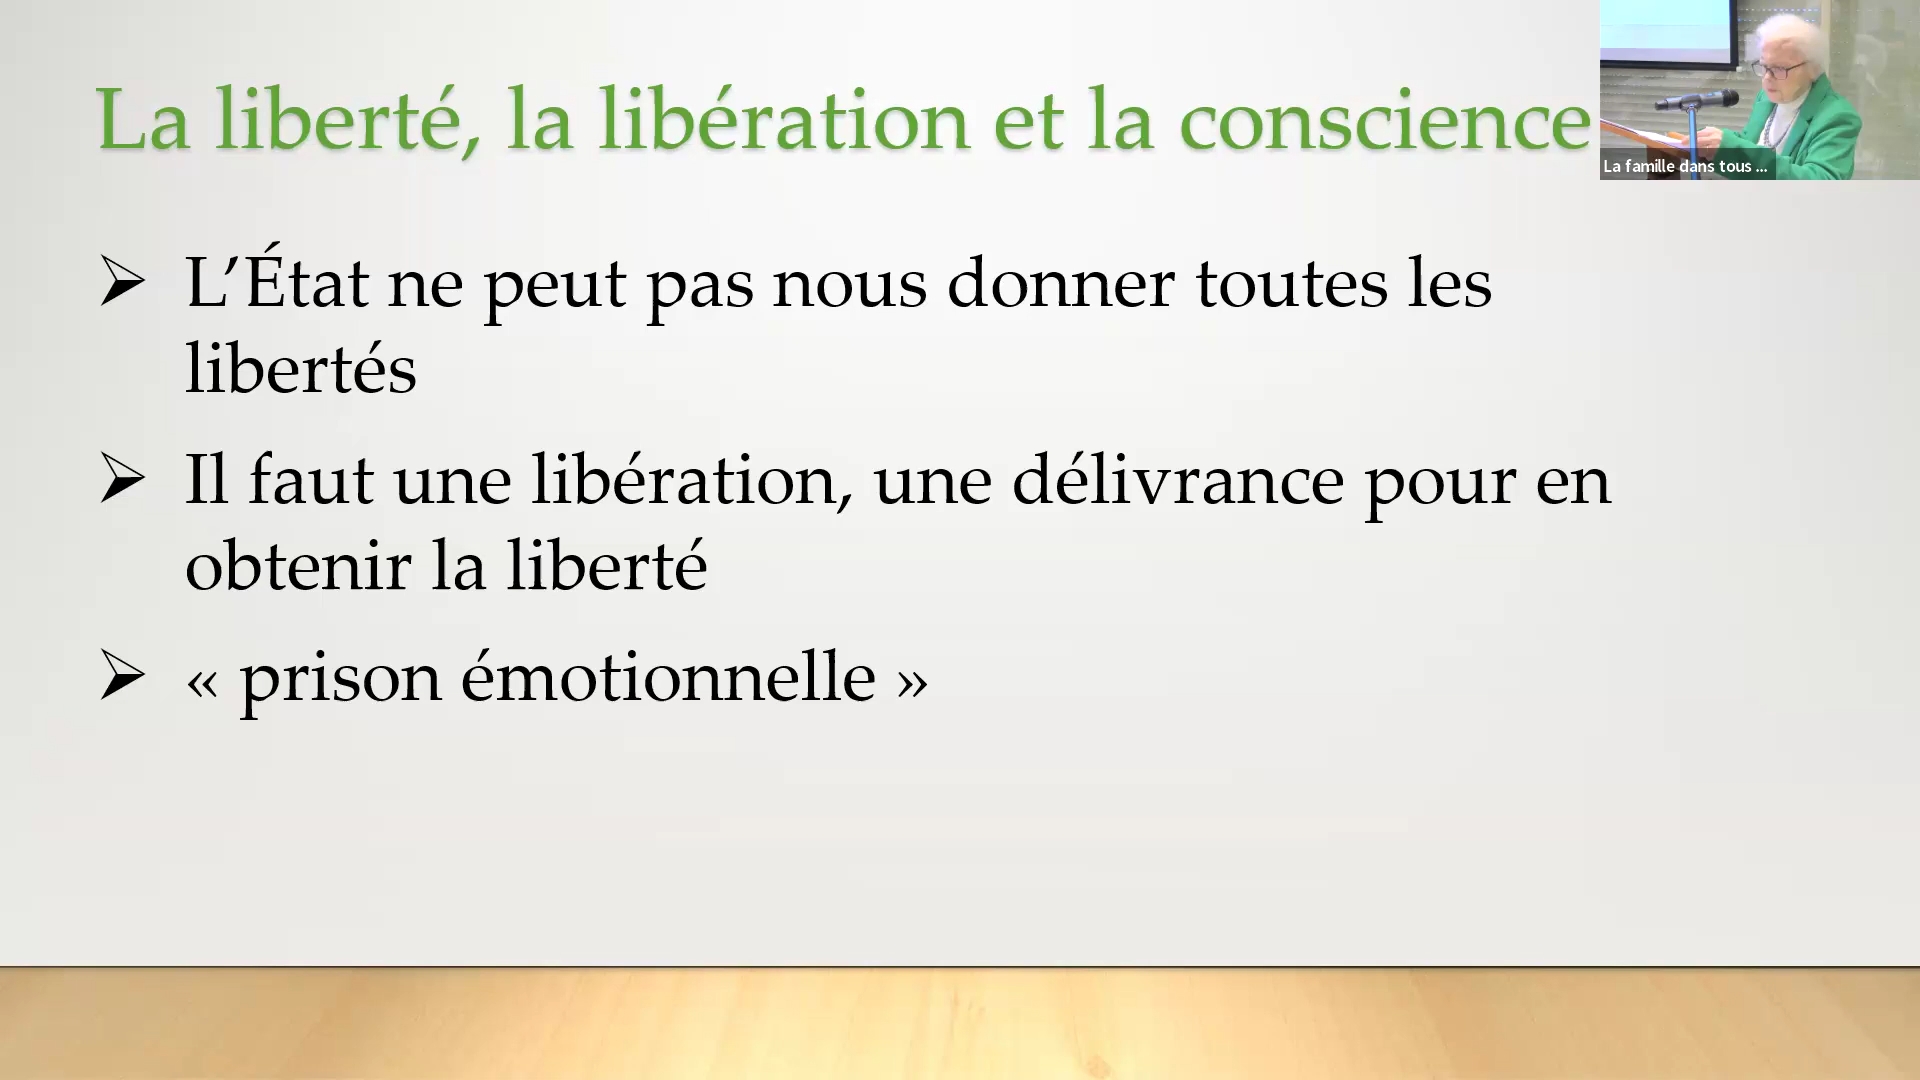 La liberté, la libération et la conscience
La famille dans tous ...
➢ L’État ne peut pas nous donner toutes les
libertés
➢ Il faut une libération, une délivrance pour en
obtenir la liberté
➢ « prison émotionnelle »